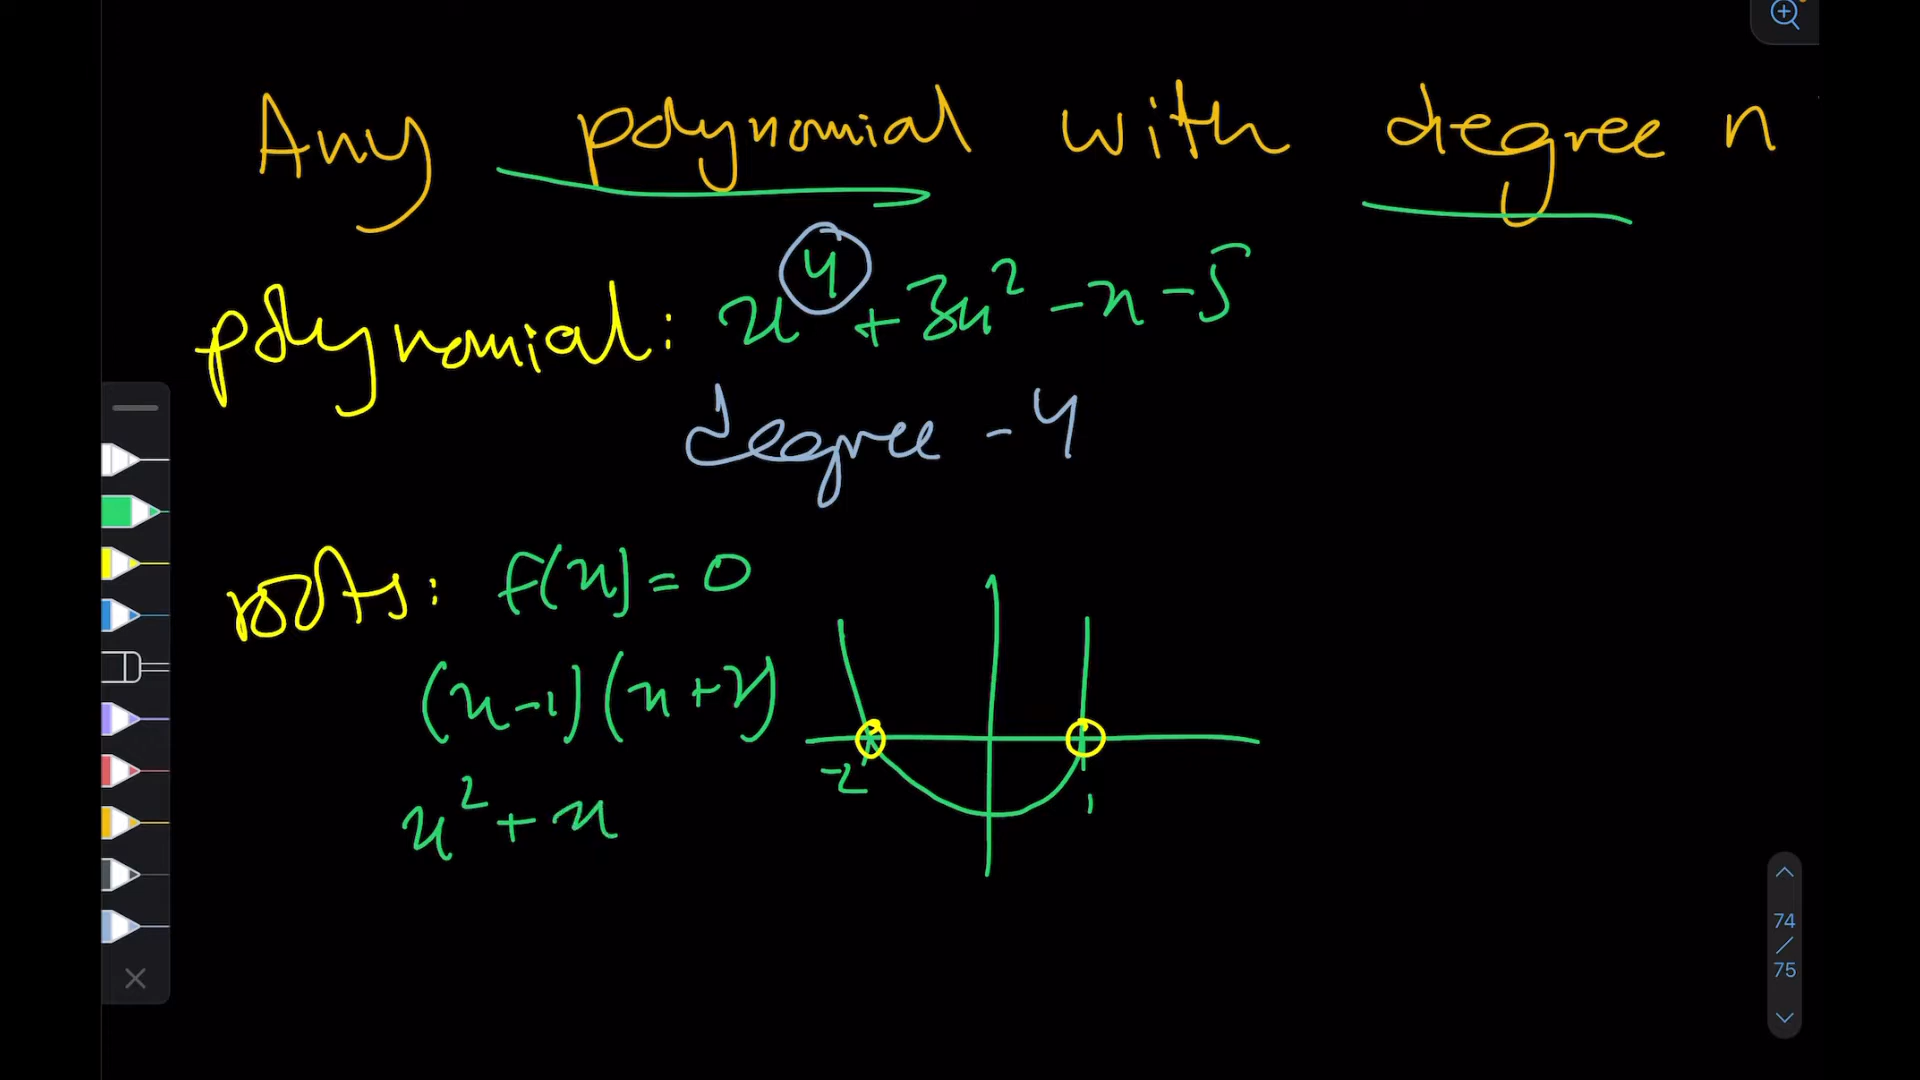 Any polynomial with degree n
polynomial: x⁴ + 3x² - x - 5
degree - 4
roots: f(x) = 0
(x-1)(x+2)
x² + x
-2
1
74
/
75